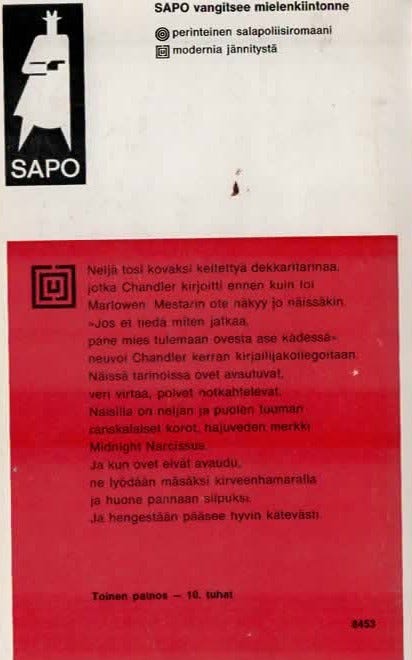 SAPO vangitsee mielenkiintonne
perinteinen salapoliisiromaani
modernia jännitystä
SAPO
Neljä tosi kovaksi keitettyä dekkaritarinaa,
jotka Chandler kirjoitti ennen kuin loi
Marlowen. Mestarin ote näkyy jo näissäkin.
»Jos et tiedä miten jatkaa,
pane mies tulemaan ovesta ase kädessä»
neuvoi Chandler kerran kirjailijakollegoitaan.
Näissä tarinoissa ovet avautuvat,
veri virtaa, polvet notkahtelevat.
Naisilla on neljän ja puolen tuuman
ranskalaiset korot, hajuveden merkki
Midnight Narcissus.
Ja kun ovet eivät avaudu,
ne lyödään mäsäksi kirveenhamaralla
ja huone pannaan silpuksi.
Ja hengestään pääsee hyvin kätevästi.
Toinen painos — 10. tuhat
8453